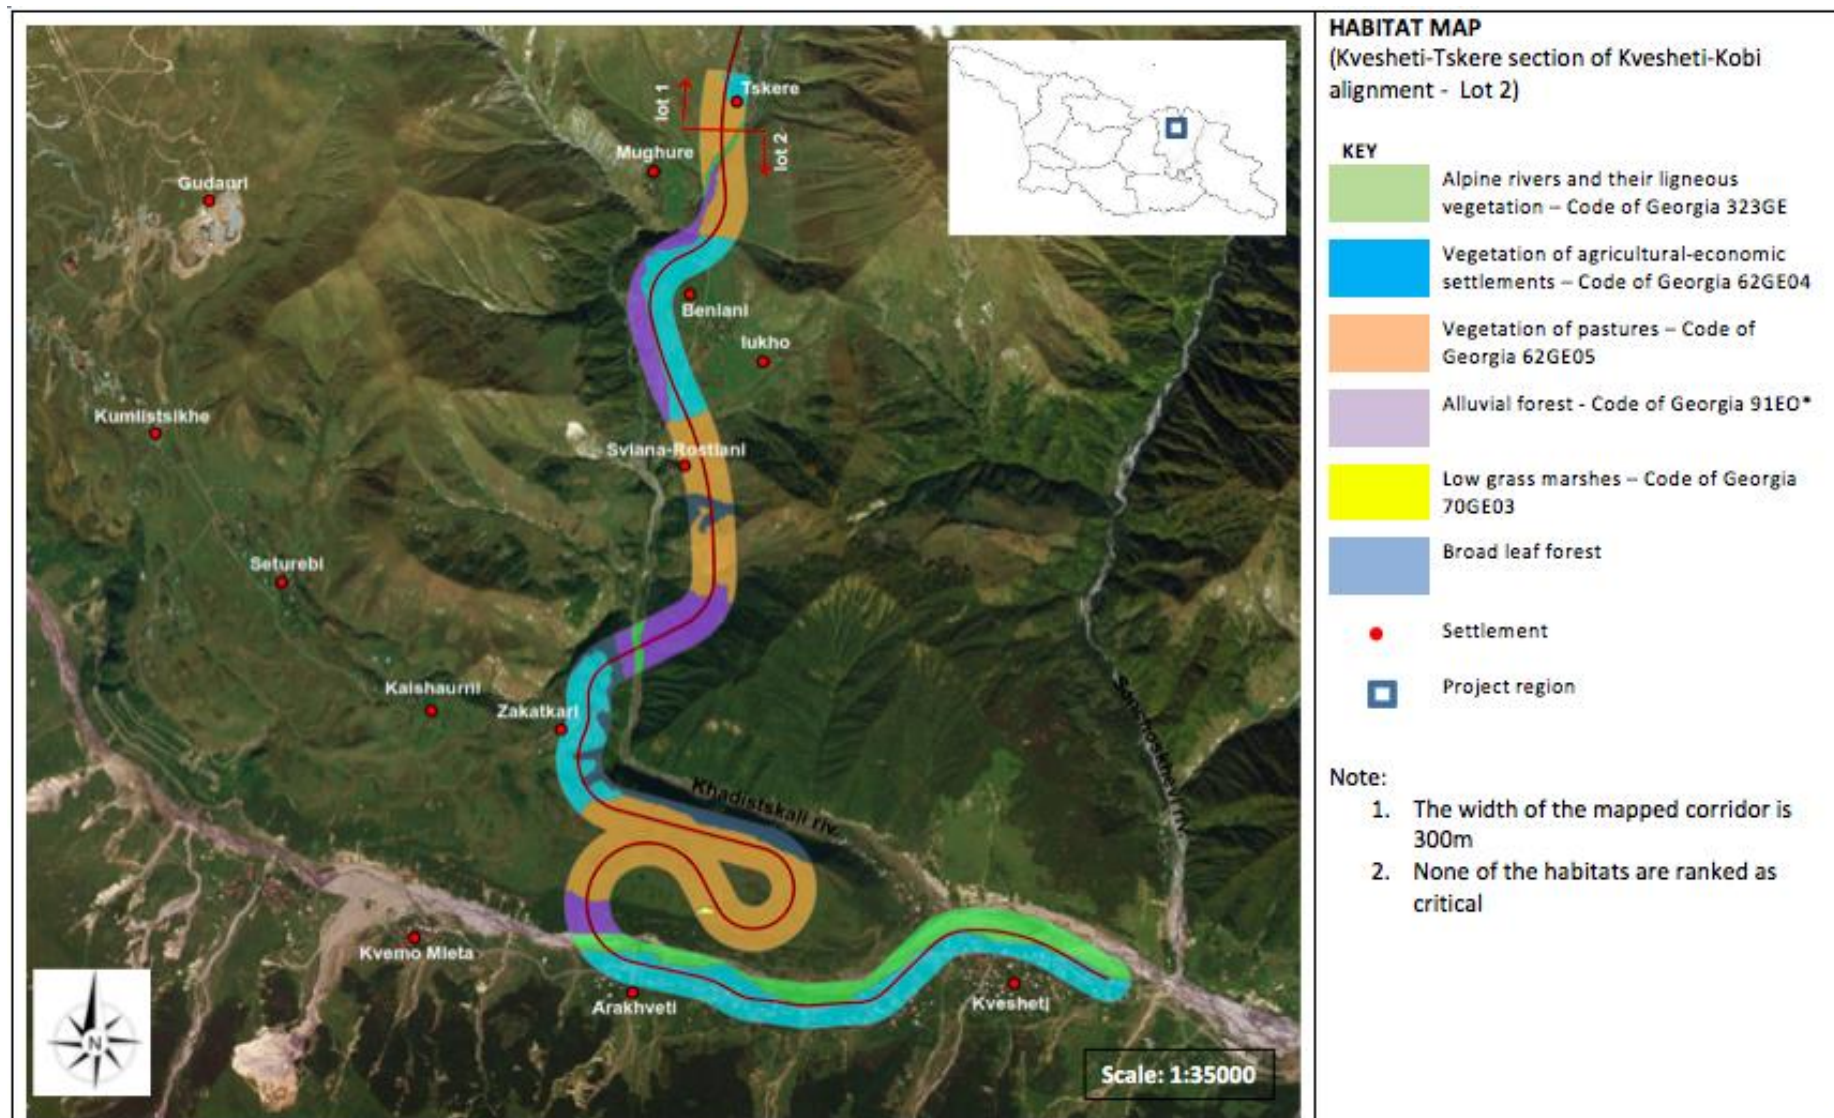 HABITAT MAP
(Kvesheti-Tskere section of Kvesheti-Kobi
alignment - Lot 2)
KEY
Alpine rivers and their ligneous
vegetation – Code of Georgia 323GE
Vegetation of agricultural-economic
settlements – Code of Georgia 62GE04
Vegetation of pastures – Code of
Georgia 62GE05
Alluvial forest - Code of Georgia 91EO*
Low grass marshes – Code of Georgia
70GE03
Broad leaf forest
Settlement
Project region
Note:
1. The width of the mapped corridor is
300m
2. None of the habitats are ranked as
critical
Tskere
lot 1
lot 2
Mughure
Gudauri
Beniani
Iukho
Kumlistsikhe
Sviana-Rostiani
Seturebi
Kaishaurni
Zakatkari
Khadistskali riv.
Kvemo Mleta
Arakhveti
Kvesheti
N
Scale: 1:35000